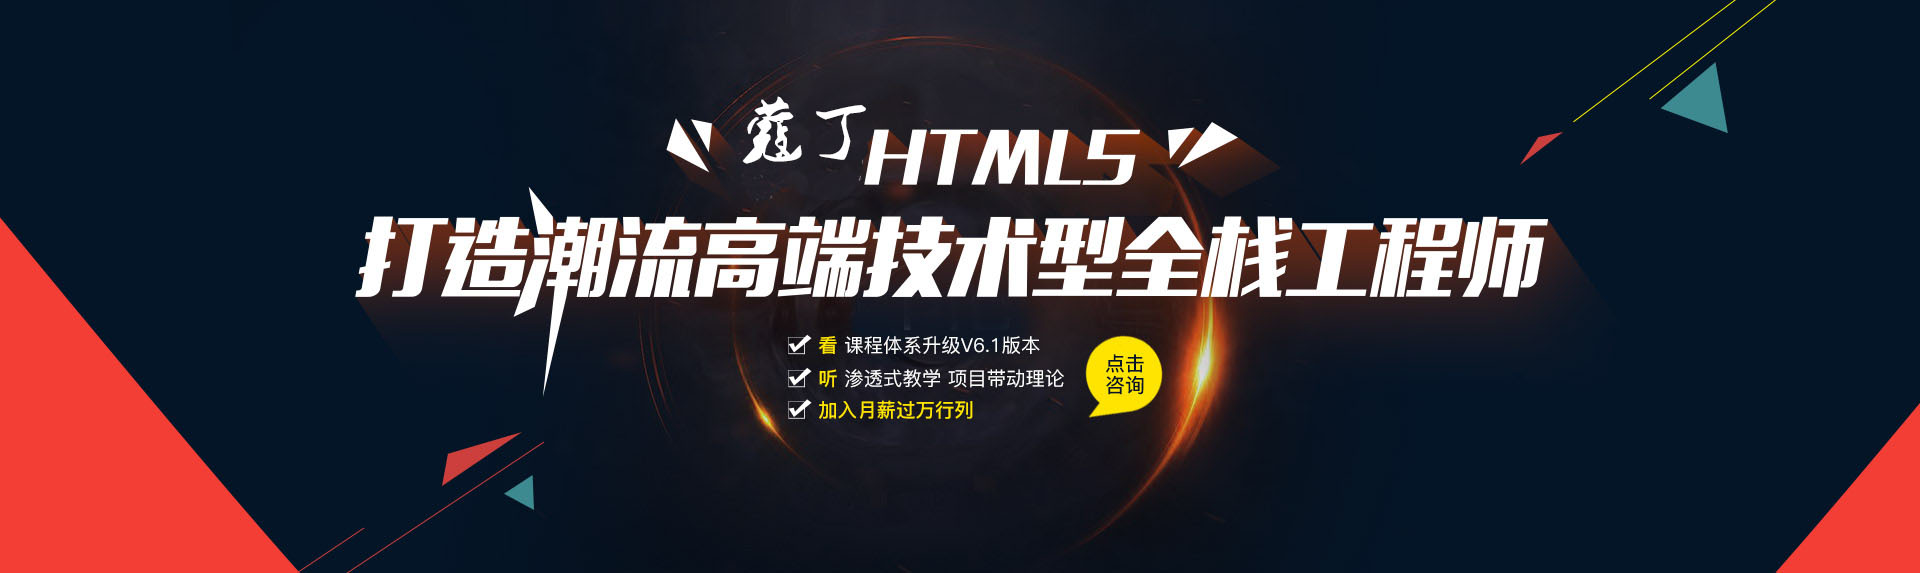 蔻丁HTML5
打造潮流高端技术型全栈工程师
看 课程体系升级V6.1版本
听 渗透式教学 项目带动理论
加入月薪过万行列
点击
咨询